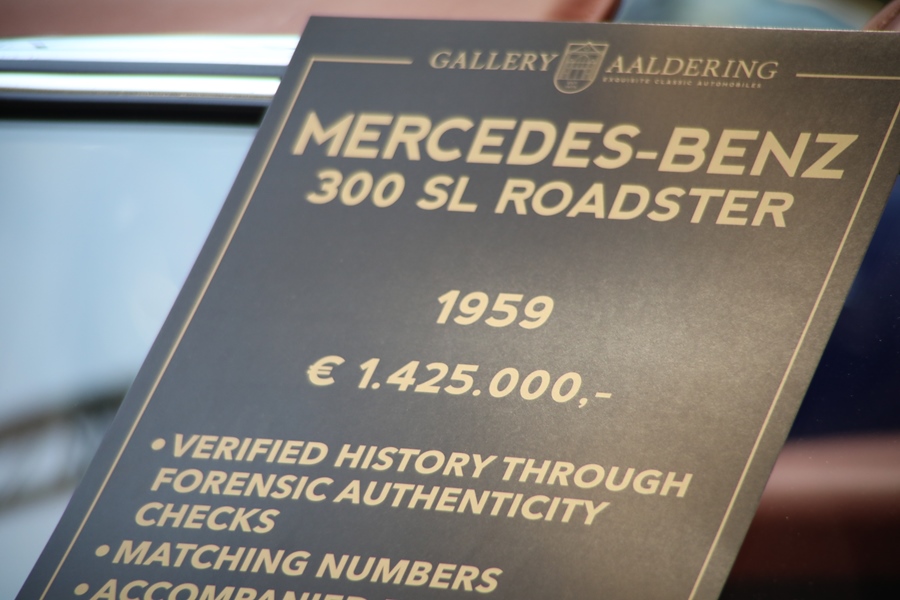 GALLERY AALDERING
EXQUISITE CLASSIC AUTOMOBILES
MERCEDES-BENZ
300 SL ROADSTER
1959
€ 1.425.000,-
• VERIFIED HISTORY THROUGH
FORENSIC AUTHENTICITY
CHECKS
• MATCHING NUMBERS
• ACCOMPANIED